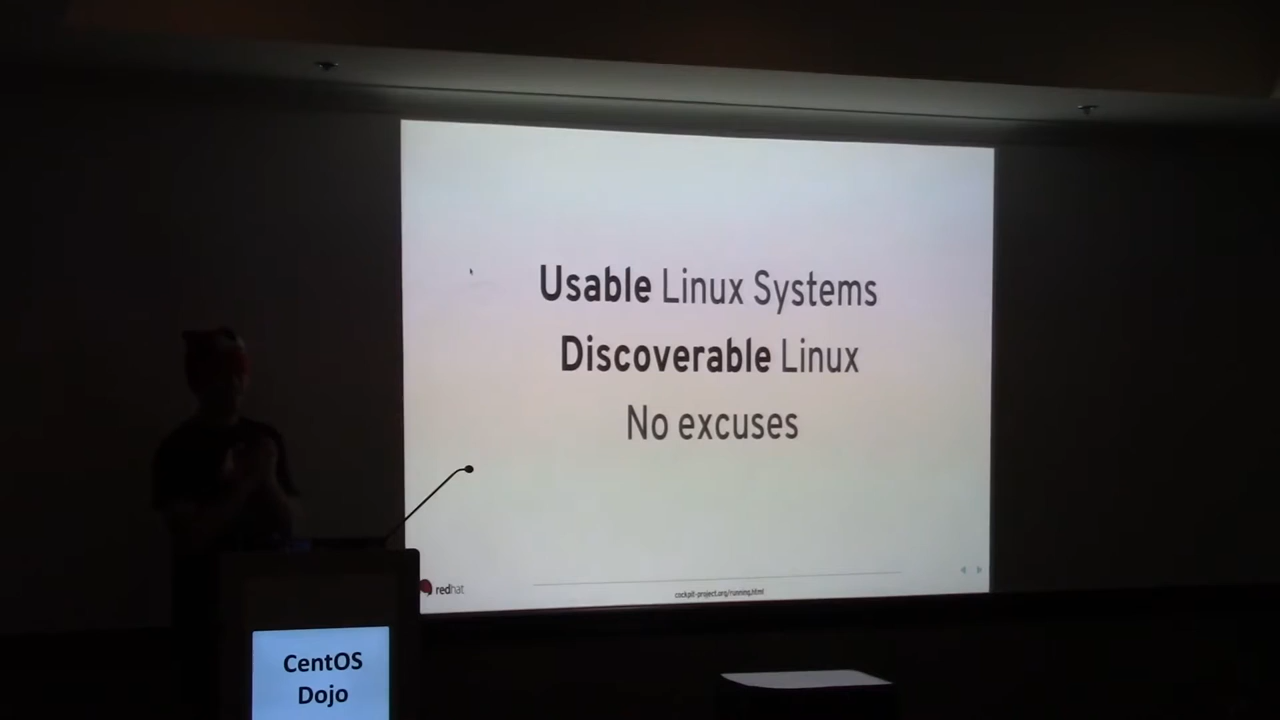 Usable Linux Systems
Discoverable Linux
No excuses
redhat
cockpit-project.org/running.html
CentOS
Dojo